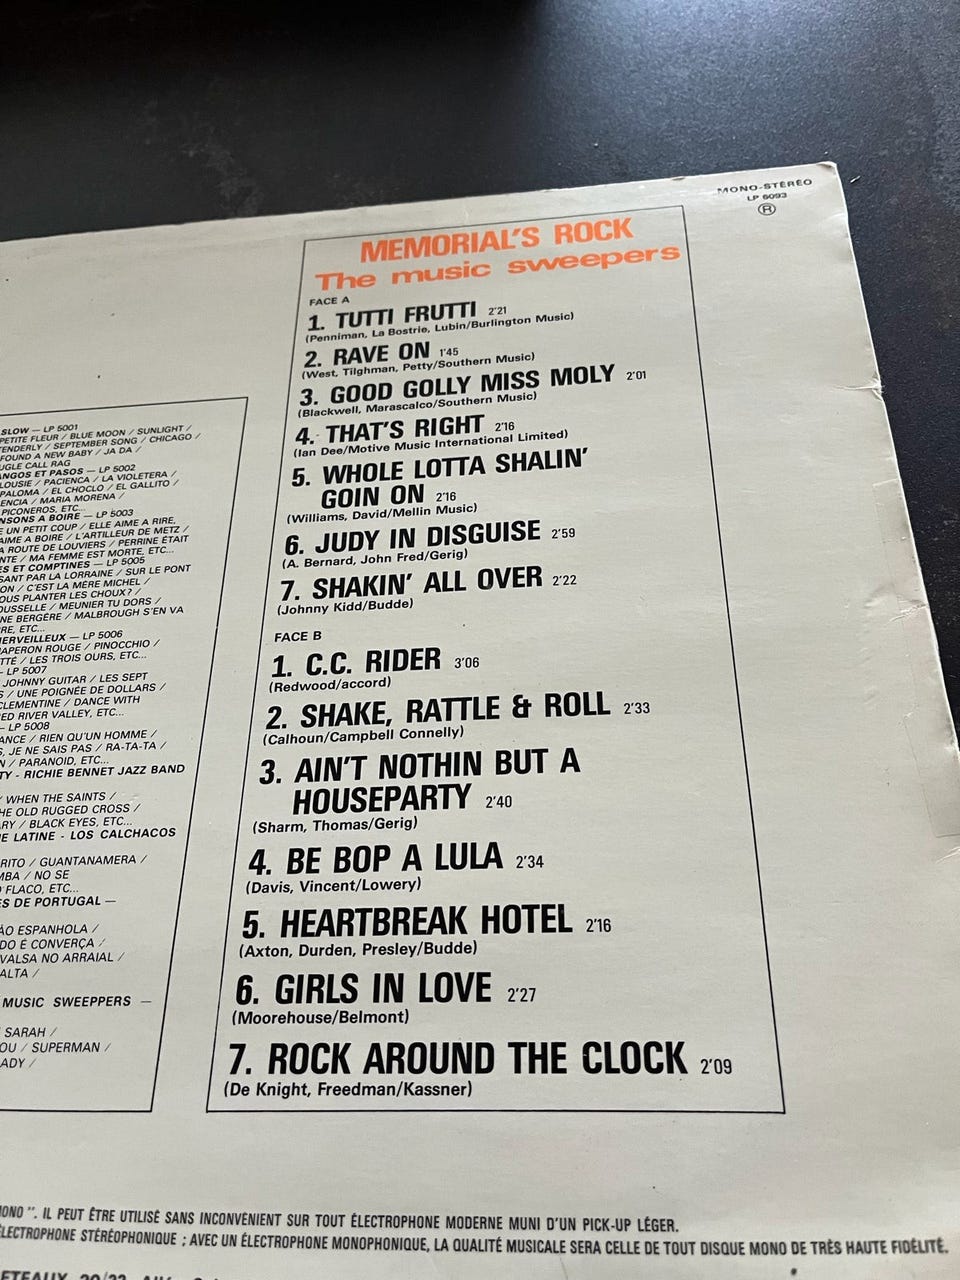 MONO-STÉRÉO
LP 6093
Ⓡ
MEMORIAL'S ROCK
The music sweepers
FACE A
1. TUTTI FRUTTI 2'21
(Penniman, La Bostrie, Lubin/Burlington Music)
2. RAVE ON 1'45
(West, Tilghman, Petty/Southern Music)
3. GOOD GOLLY MISS MOLY 2'01
(Blackwell, Marascalco/Southern Music)
4. THAT'S RIGHT 2'16
(Ian Dee/Motive Music International Limited)
5. WHOLE LOTTA SHALIN'
GOIN ON 2'16
(Williams, David/Mellin Music)
6. JUDY IN DISGUISE 2'59
(A. Bernard, John Fred/Gerig)
7. SHAKIN' ALL OVER 2'22
(Johnny Kidd/Budde)
FACE B
1. C.C. RIDER 3'06
(Redwood/accord)
2. SHAKE, RATTLE & ROLL 2'33
(Calhoun/Campbell Connelly)
3. AIN'T NOTHIN BUT A
HOUSEPARTY 2'40
(Sharm, Thomas/Gerig)
4. BE BOP A LULA 2'34
(Davis, Vincent/Lowery)
5. HEARTBREAK HOTEL 2'16
(Axton, Durden, Presley/Budde)
6. GIRLS IN LOVE 2'27
(Moorehouse/Belmont)
7. ROCK AROUND THE CLOCK 2'09
(De Knight, Freedman/Kassner)
SLOW — LP 5001
PETITE FLEUR / BLUE MOON / SUNLIGHT /
TENDERLY / SEPTEMBER SONG / CHICAGO /
FOUND A NEW BABY / JA DA /
UGLE CALL RAG
ANGOS ET PASOS — LP 5002
LOUSIE / PACIENCA / LA VIOLETERA /
PALOMA / EL CHOCLO / EL GALLITO /
ENCIA / MARIA MORENA /
PICONEROS, ETC...
NSONS A BOIRE — LP 5003
E UN PETIT COUP / ELLE AIME A RIRE,
AIME A BOIRE / L'ARTILLEUR DE METZ /
A ROUTE DE LOUVIERS / PERRINE ÉTAIT
NTE / MA FEMME EST MORTE, ETC...
ES ET COMPTINES — LP 5005
SANT PAR LA LORRAINE / SUR LE PONT
ON / C'EST LA MÈRE MICHEL /
OUS PLANTER LES CHOUX? /
OUSSELLE / MEUNIER TU DORS /
NE BERGÈRE / MALBROUGH S'EN VA
RE, ETC...
ERVEILLEUX — LP 5006
APERON ROUGE / PINOCCHIO /
TTÉ / LES TROIS OURS, ETC...
— LP 5007
JOHNNY GUITAR / LES SEPT
S / UNE POIGNÉE DE DOLLARS /
CLEMENTINE / DANCE WITH
ED RIVER VALLEY, ETC...
— LP 5008
ANCE / RIEN QU'UN HOMME /
S, JE NE SAIS PAS / RA-TA-TA /
N / PARANOID, ETC...
TY - RICHIE BENNET JAZZ BAND
/ WHEN THE SAINTS /
HE OLD RUGGED CROSS /
ARY / BLACK EYES, ETC...
E LATINE - LOS CALCHACOS
RITO / GUANTANAMERA /
MBA / NO SE
O FLACO, ETC...
ES DE PORTUGAL —
ÃO ESPANHOLA /
DO É CONVERÇA /
VALSA NO ARRAIAL /
ALTA /
MUSIC SWEEPPERS —
SARAH /
OU / SUPERMAN /
ADY /
MONO ". IL PEUT ÊTRE UTILISÉ SANS INCONVÉNIENT SUR TOUT ÉLECTROPHONE MODERNE MUNI D'UN PICK-UP LÉGER.
ÉLECTROPHONE STÉRÉOPHONIQUE ; AVEC UN ÉLECTROPHONE MONOPHONIQUE, LA QUALITÉ MUSICALE SERA CELLE DE TOUT DISQUE MONO DE TRÈS HAUTE FIDÉLITÉ.